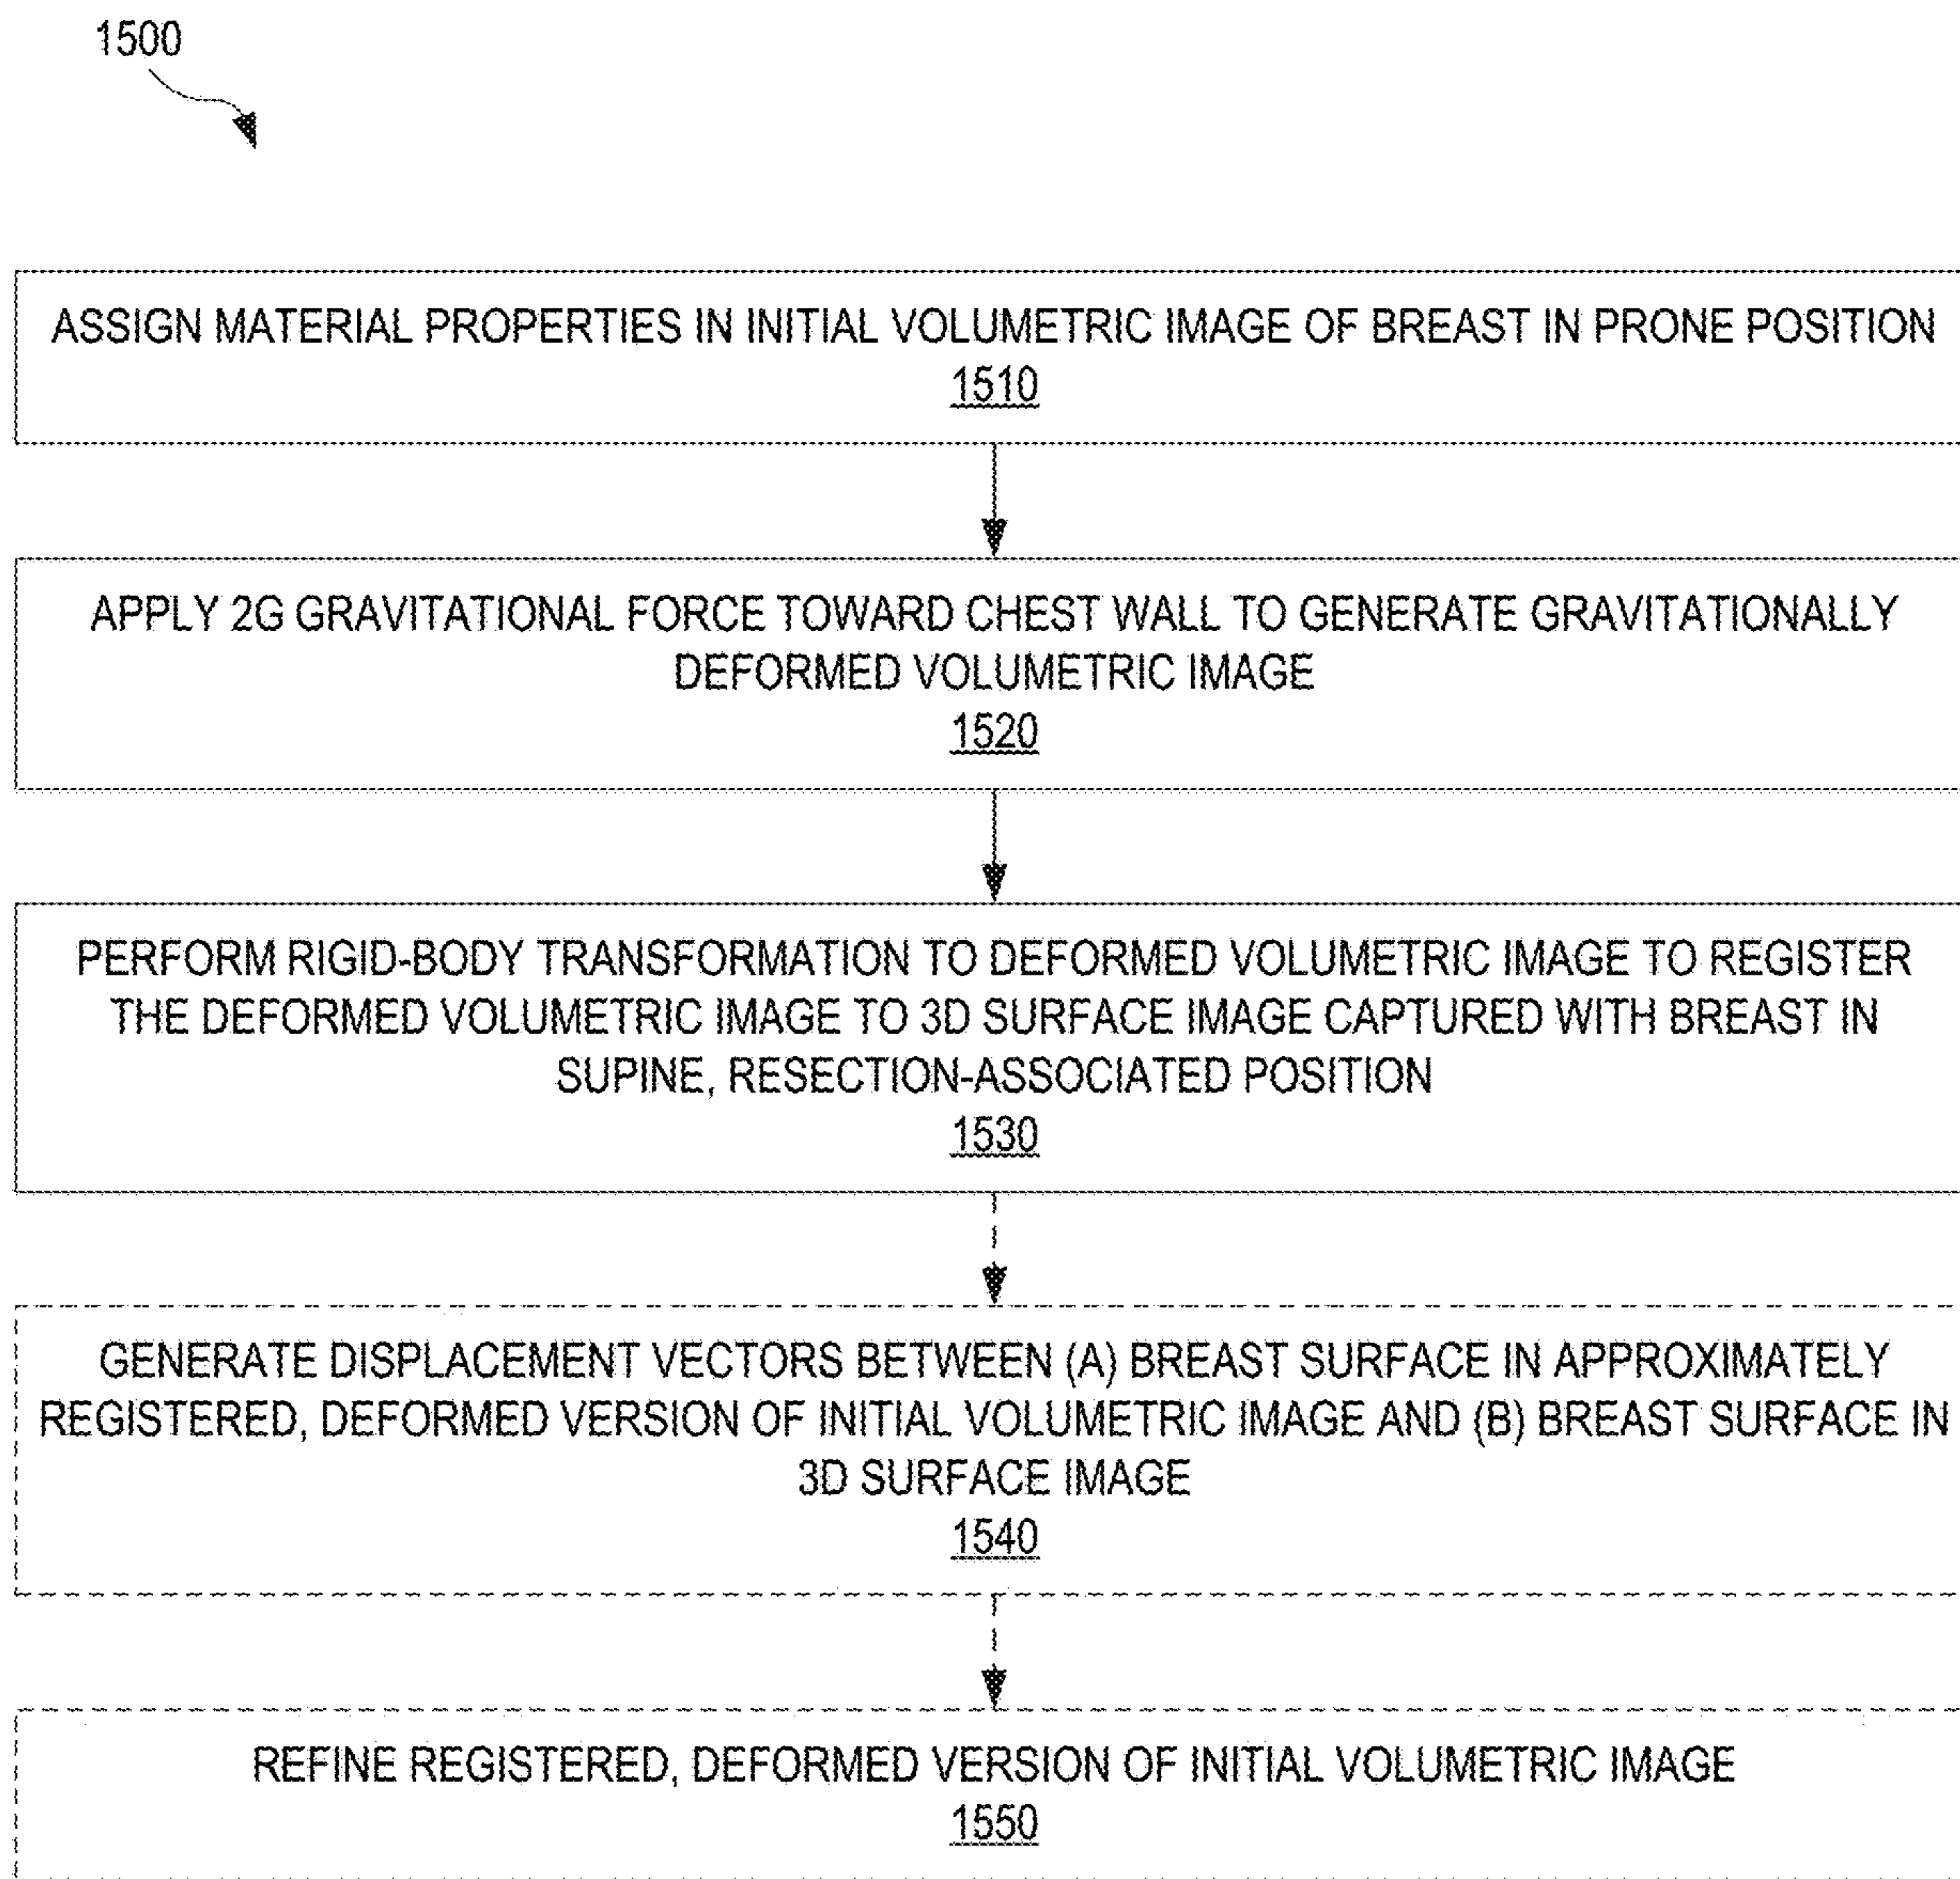 1500
ASSIGN MATERIAL PROPERTIES IN INITIAL VOLUMETRIC IMAGE OF BREAST IN PRONE POSITION
1510
APPLY 2G GRAVITATIONAL FORCE TOWARD CHEST WALL TO GENERATE GRAVITATIONALLY
DEFORMED VOLUMETRIC IMAGE
1520
PERFORM RIGID-BODY TRANSFORMATION TO DEFORMED VOLUMETRIC IMAGE TO REGISTER
THE DEFORMED VOLUMETRIC IMAGE TO 3D SURFACE IMAGE CAPTURED WITH BREAST IN
SUPINE, RESECTION-ASSOCIATED POSITION
1530
GENERATE DISPLACEMENT VECTORS BETWEEN (A) BREAST SURFACE IN APPROXIMATELY
REGISTERED, DEFORMED VERSION OF INITIAL VOLUMETRIC IMAGE AND (B) BREAST SURFACE IN
3D SURFACE IMAGE
1540
REFINE REGISTERED, DEFORMED VERSION OF INITIAL VOLUMETRIC IMAGE
1550